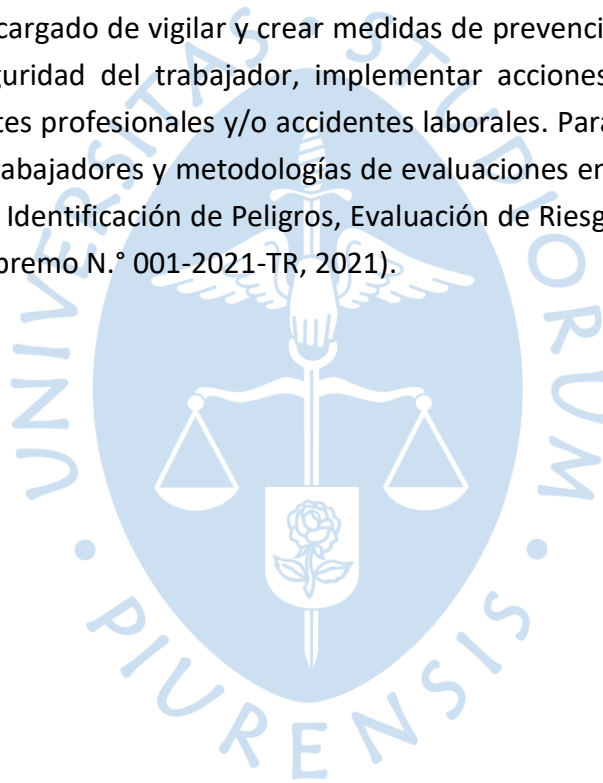 cargado de vigilar y crear medidas de prevenci
guridad del trabajador, implementar acciones
tes profesionales y/o accidentes laborales. Para
rabajadores y metodologías de evaluaciones en
Identificación de Peligros, Evaluación de Riesg
premo N.° 001-2021-TR, 2021).
UNIVERSITAS • STUDIORUM • PIURENSIS •